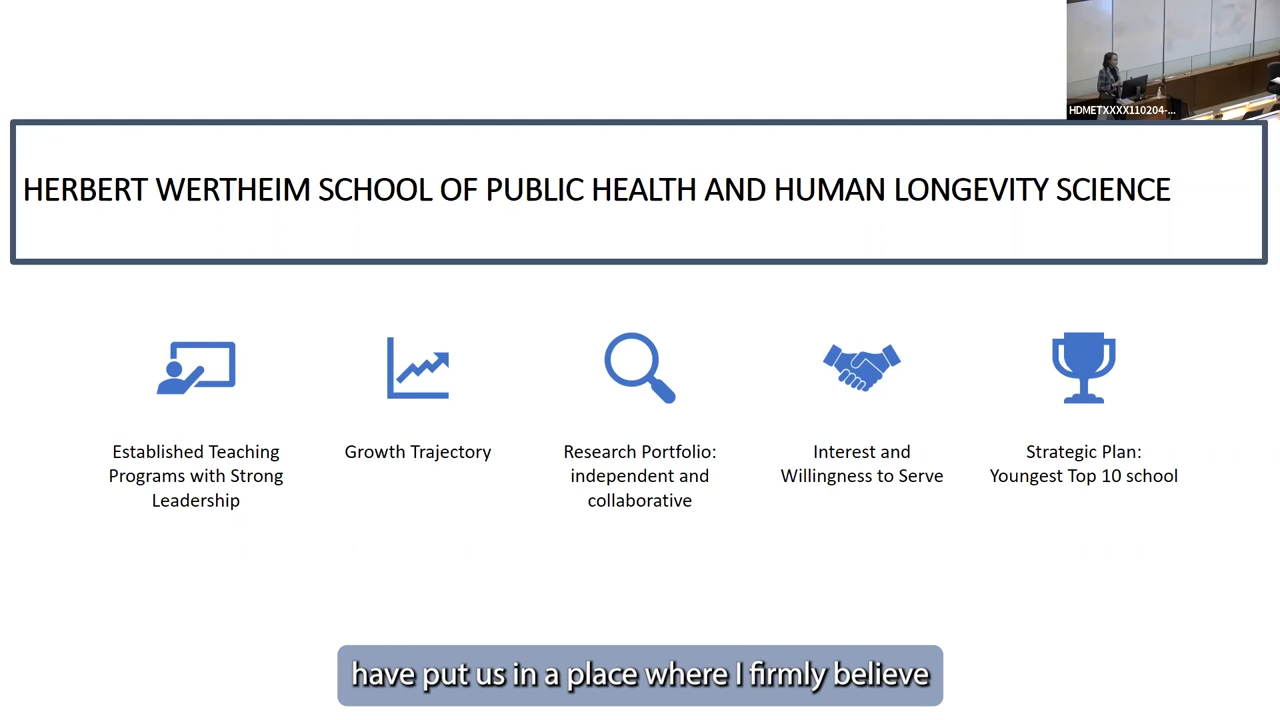 HDMETXXXX110204-...
HERBERT WERTHEIM SCHOOL OF PUBLIC HEALTH AND HUMAN LONGEVITY SCIENCE
Established Teaching
Programs with Strong
Leadership
Growth Trajectory
Research Portfolio:
independent and
collaborative
Interest and
Willingness to Serve
Strategic Plan:
Youngest Top 10 school
have put us in a place where I firmly believe